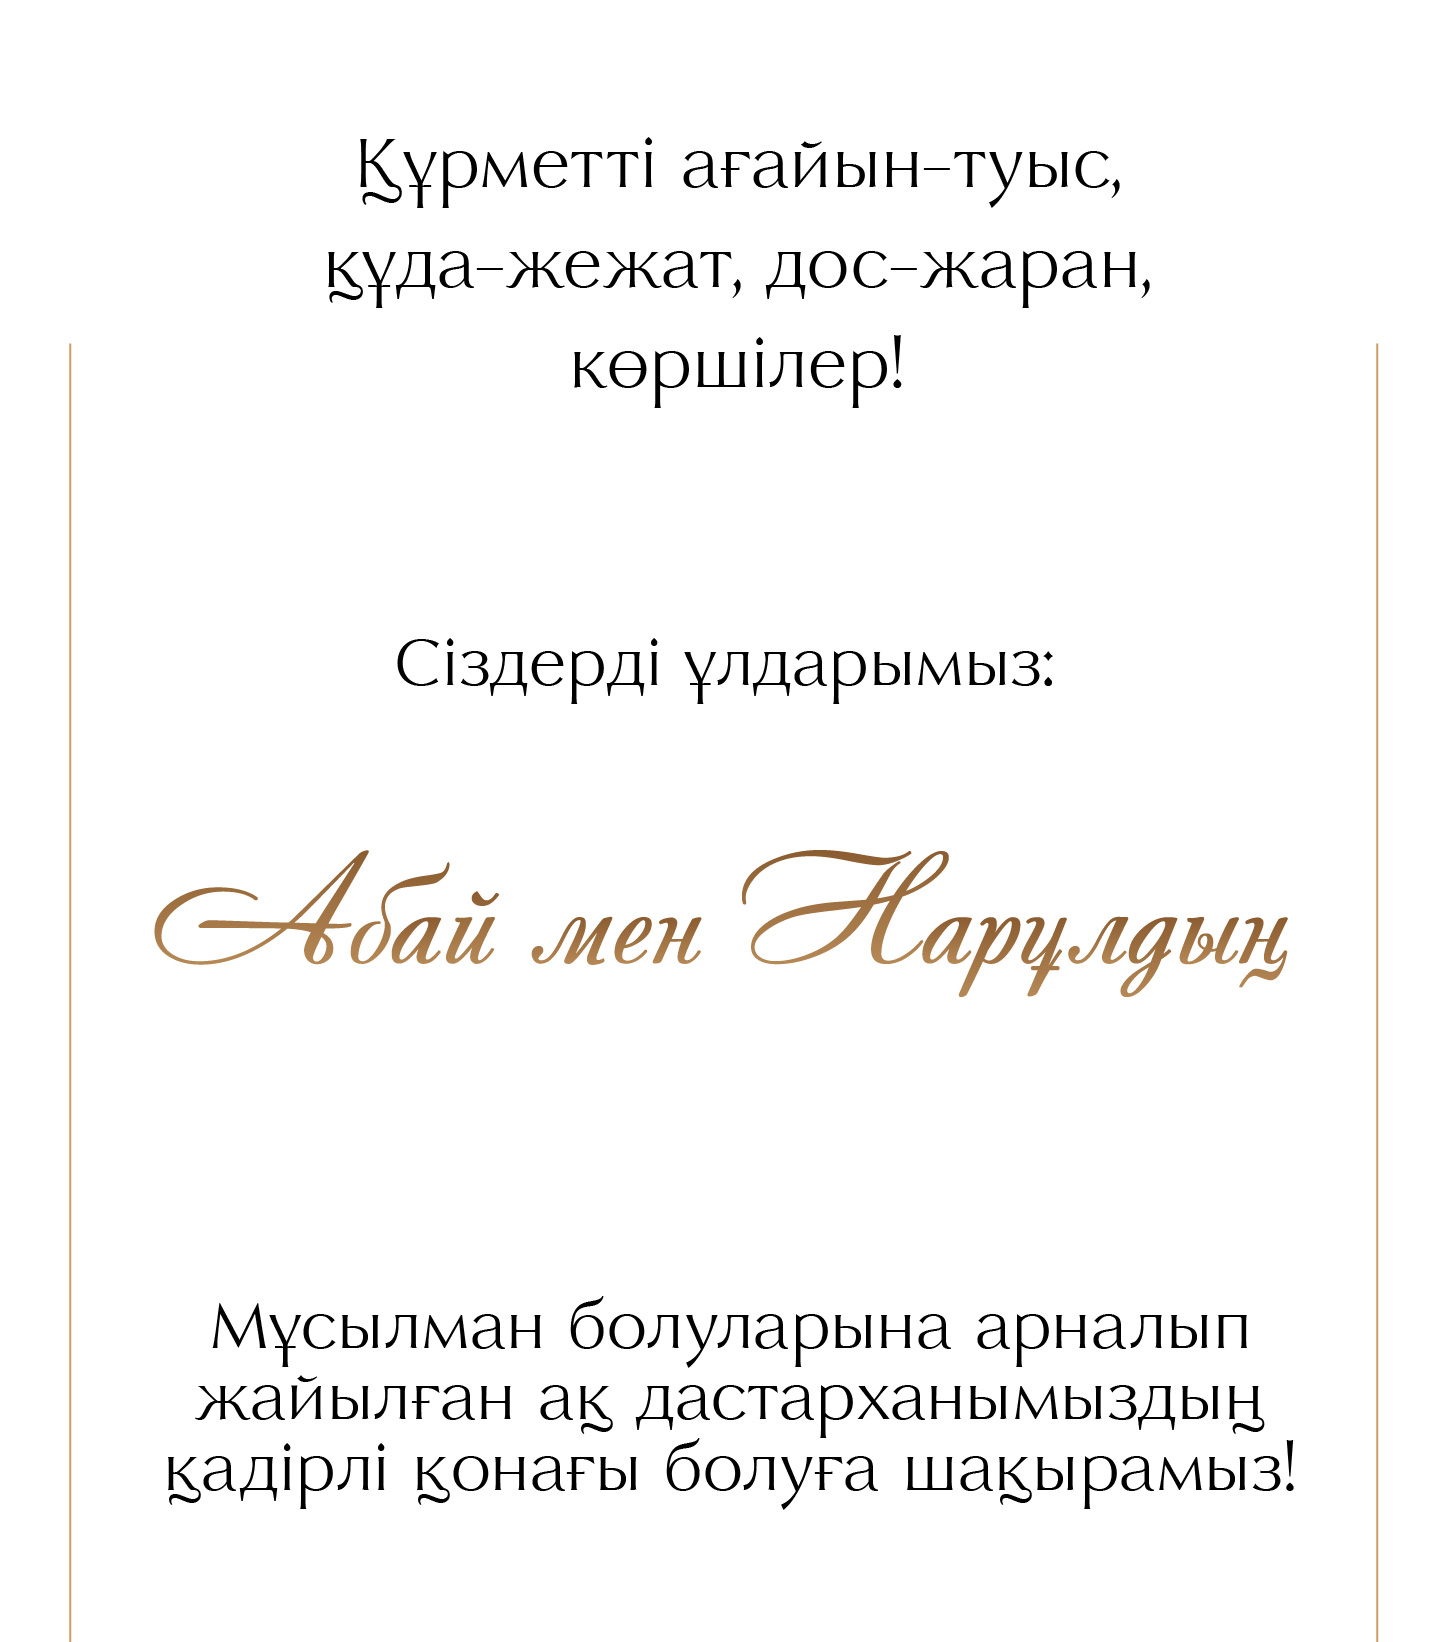 Құрметті ағайын-туыс,
құда-жежат, дос-жаран,
көршілер!
Сіздерді ұлдарымыз:
Абай мен Нарұлдың
Мұсылман болуларына арналып
жайылған ақ дастарханымыздың
қадірлі қонағы болуға шақырамыз!